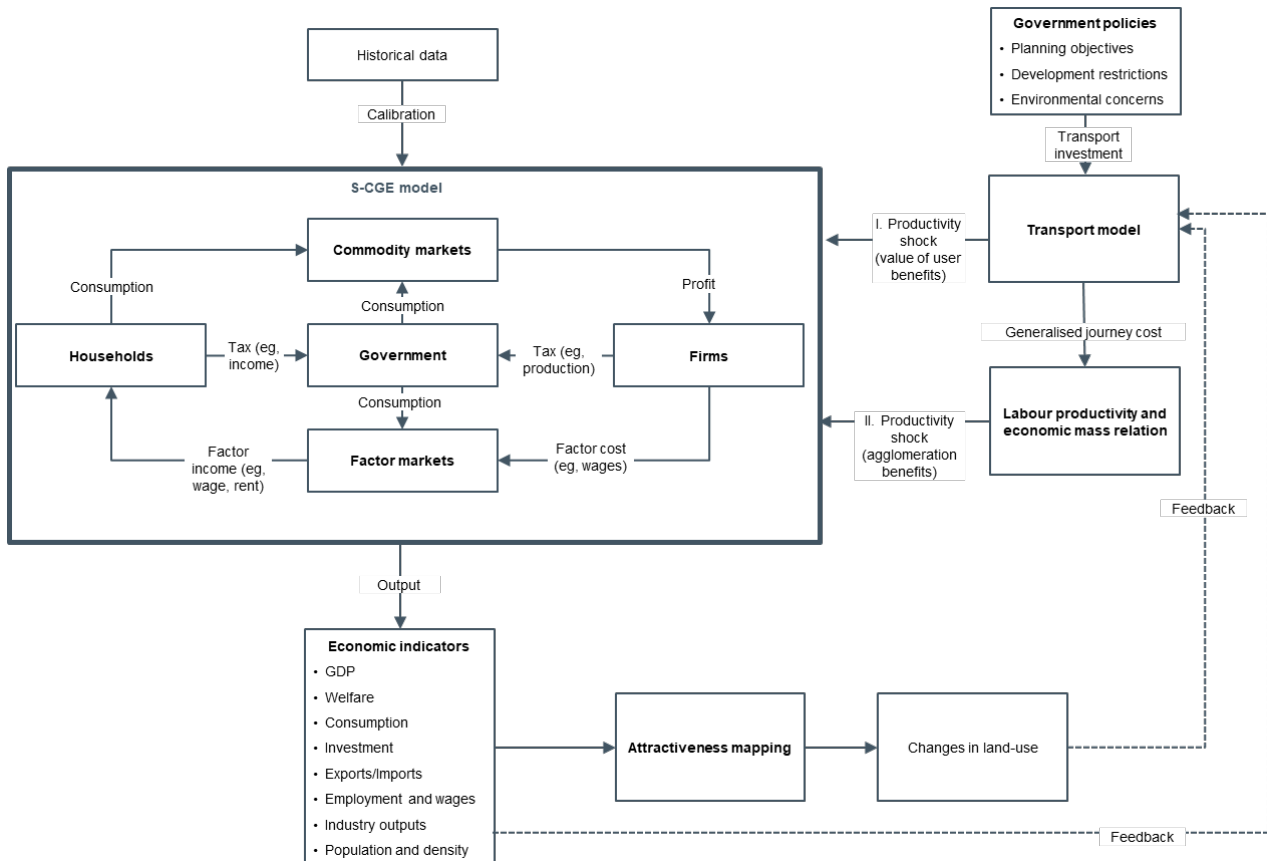 Historical data
Calibration
Government policies
• Planning objectives
• Development restrictions
• Environmental concerns
Transport
investment
S-CGE model
Commodity markets
Consumption
Consumption
Profit
Households
Tax (eg,
income)
Government
Tax (eg,
production)
Firms
Consumption
Factor
income (eg,
wage, rent)
Factor markets
Factor cost
(eg, wages)
I. Productivity
shock
(value of user
benefits)
Transport model
Generalised journey cost
II. Productivity
shock
(agglomeration
benefits)
Labour productivity and
economic mass relation
Feedback
Output
Economic indicators
• GDP
• Welfare
• Consumption
• Investment
• Exports/Imports
• Employment and wages
• Industry outputs
• Population and density
Attractiveness mapping
Changes in land-use
Feedback